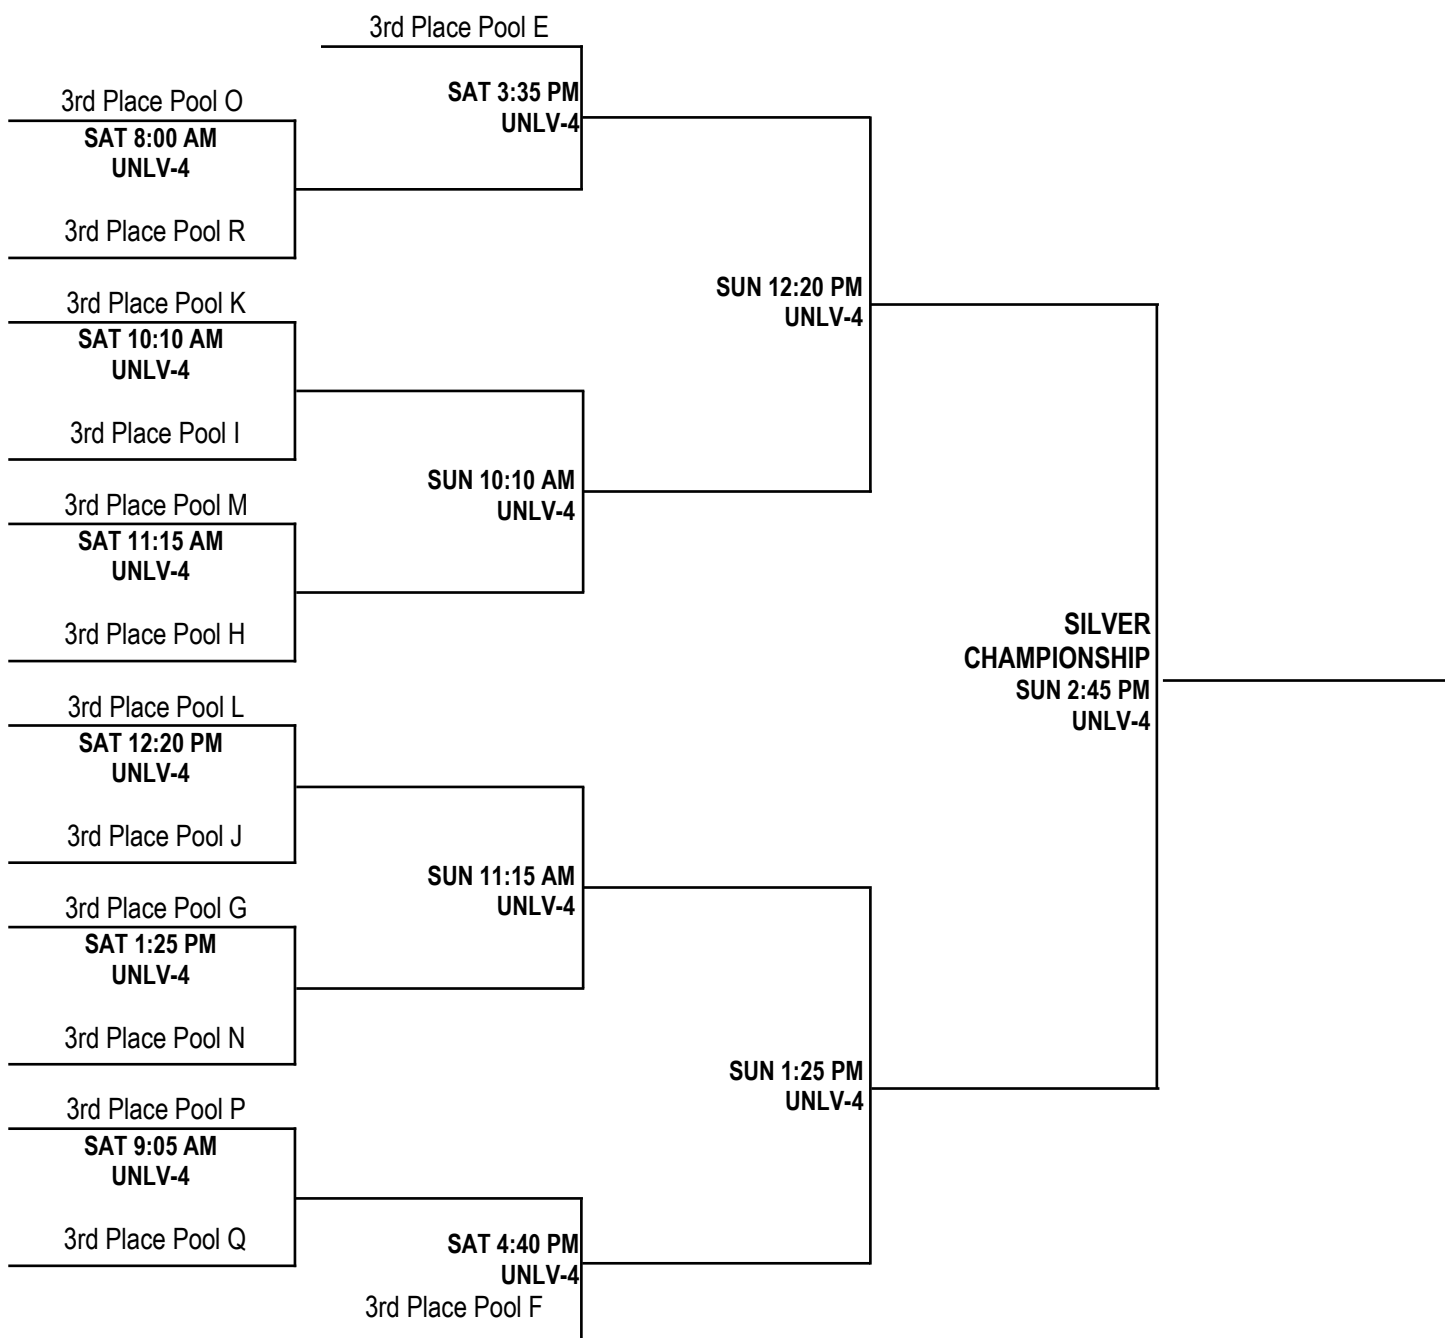 3rd Place Pool E
3rd Place Pool O
SAT 8:00 AM
UNLV-4
3rd Place Pool R
SAT 3:35 PM
UNLV-4
3rd Place Pool K
SAT 10:10 AM
UNLV-4
3rd Place Pool I
SUN 12:20 PM
UNLV-4
3rd Place Pool M
SAT 11:15 AM
UNLV-4
3rd Place Pool H
SUN 10:10 AM
UNLV-4
SILVER
CHAMPIONSHIP
SUN 2:45 PM
UNLV-4
3rd Place Pool L
SAT 12:20 PM
UNLV-4
3rd Place Pool J
SUN 11:15 AM
UNLV-4
3rd Place Pool G
SAT 1:25 PM
UNLV-4
3rd Place Pool N
SUN 1:25 PM
UNLV-4
3rd Place Pool P
SAT 9:05 AM
UNLV-4
3rd Place Pool Q
SAT 4:40 PM
UNLV-4
3rd Place Pool F